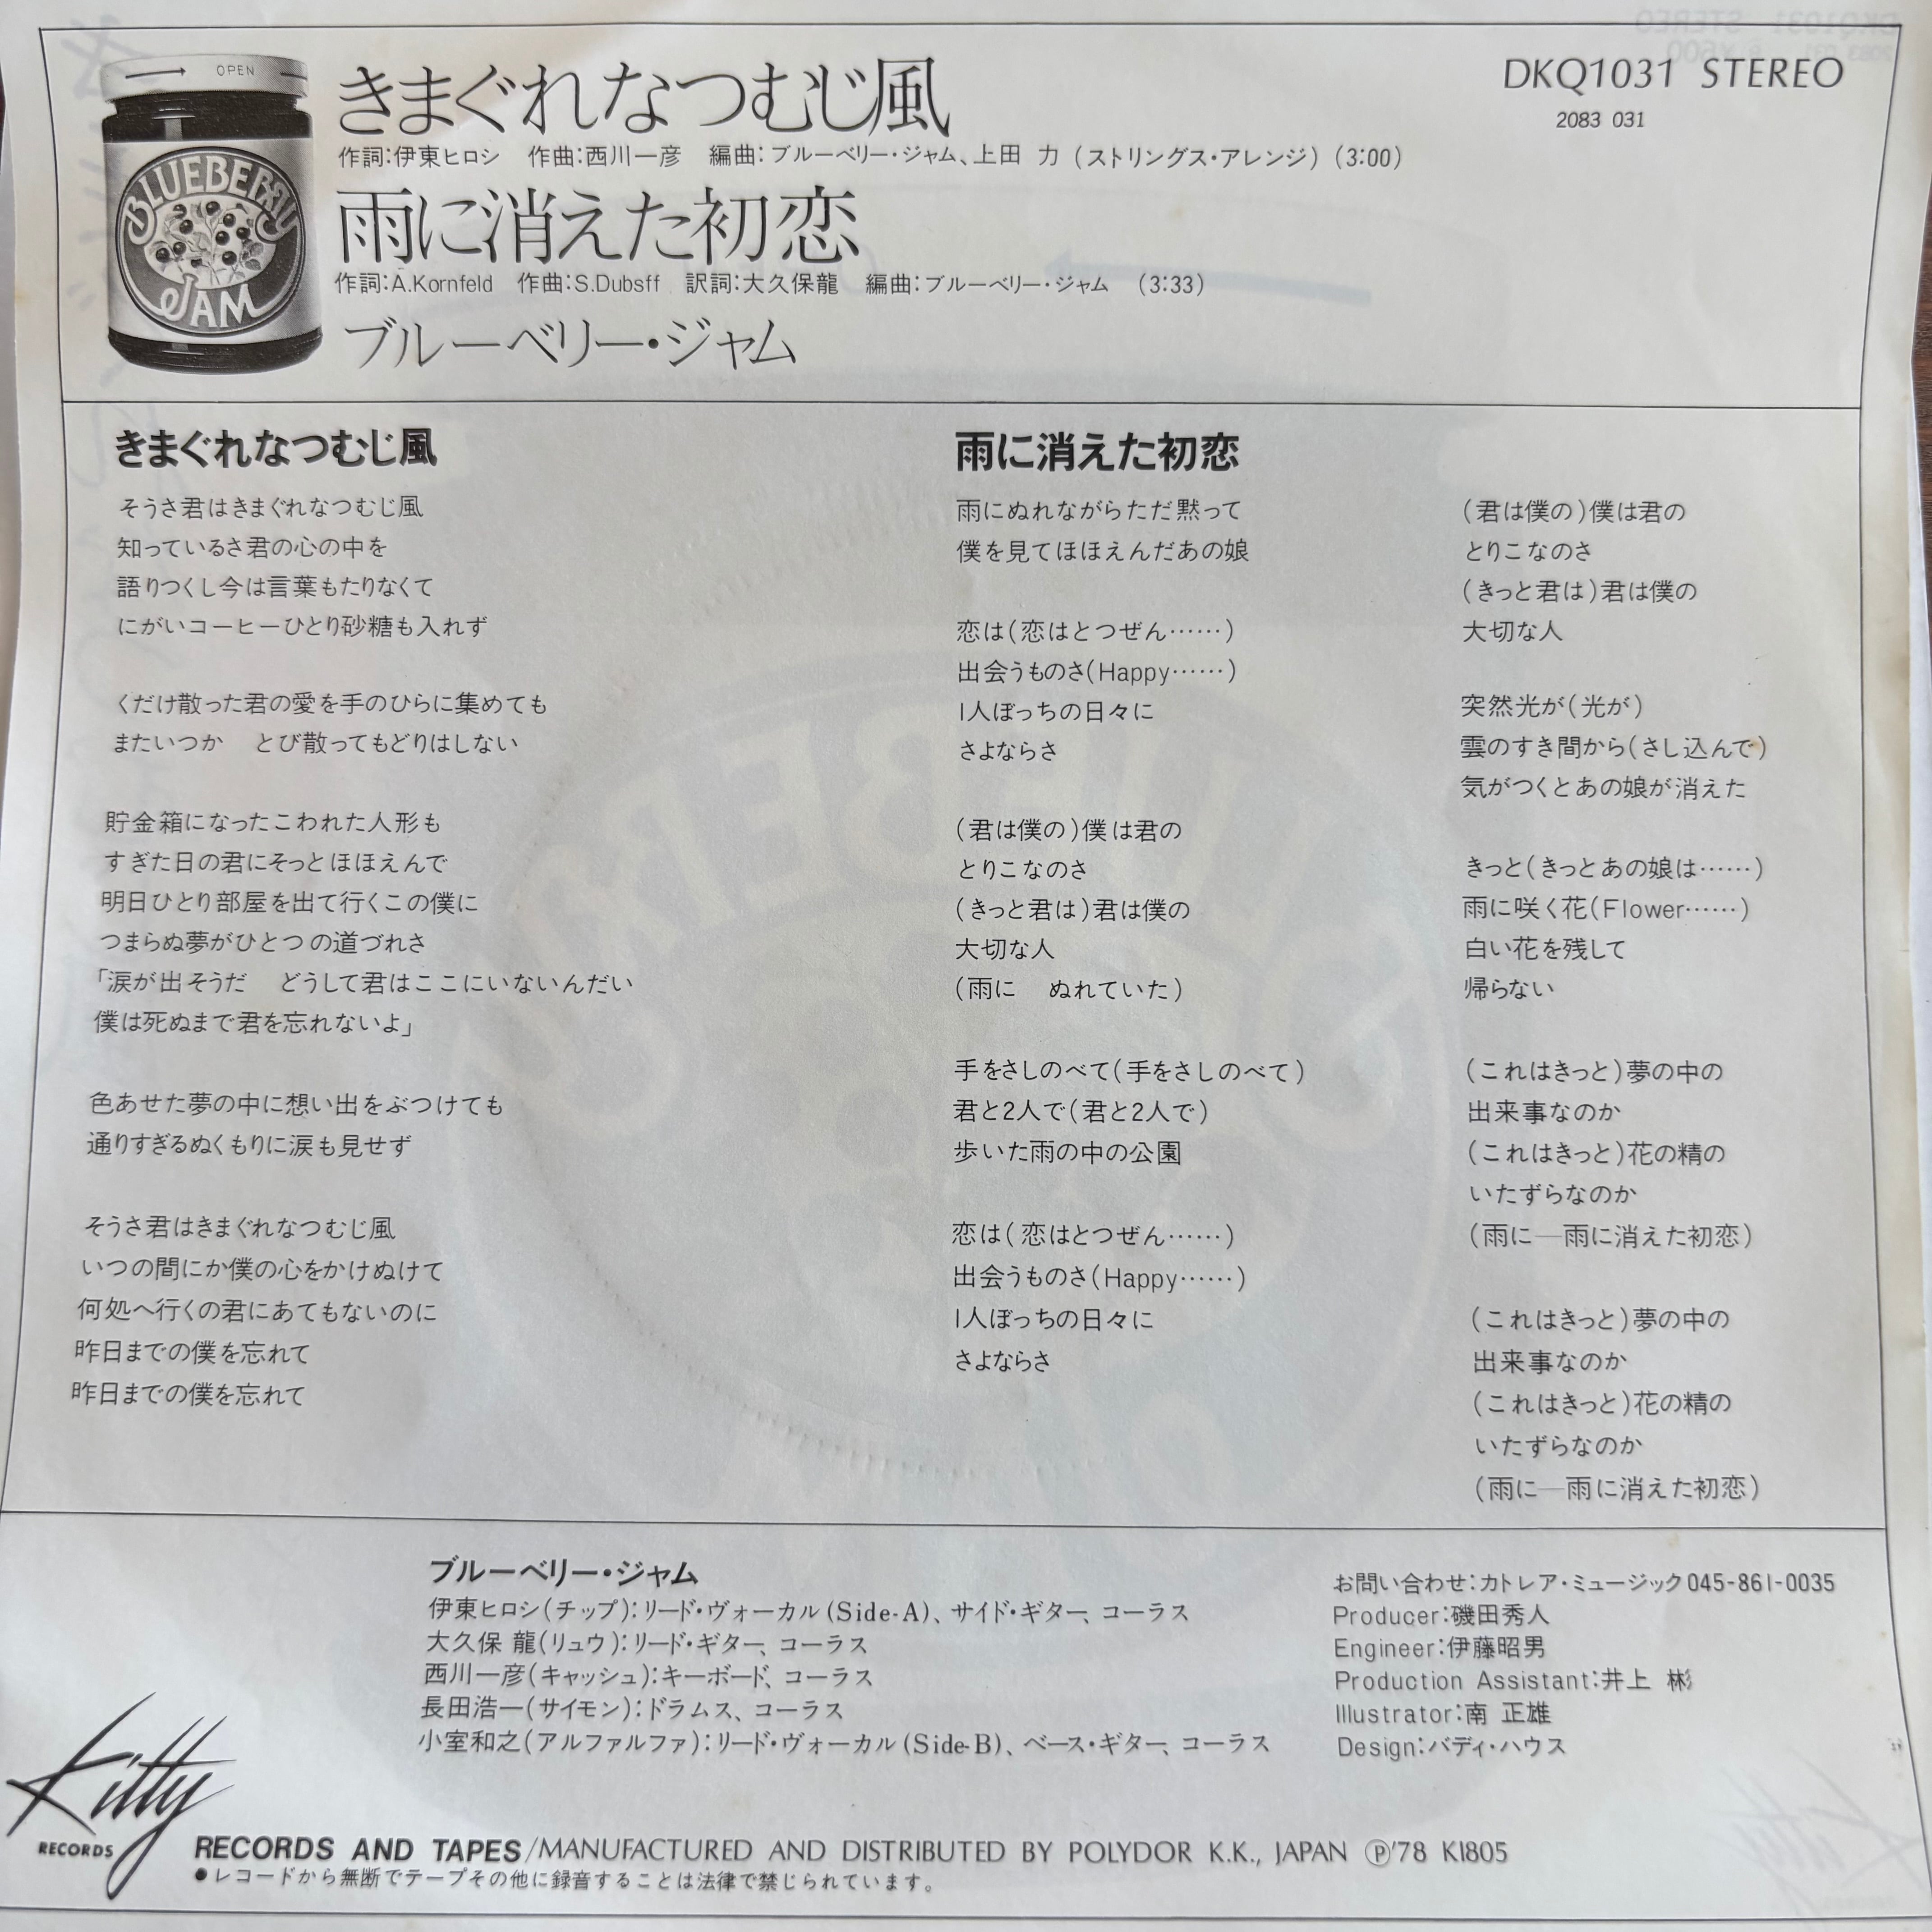 OPEN
BLUEBERRY
JAM
きまぐれなつむじ風
作詞:伊東ヒロシ 作曲:西川一彦 編曲:ブルーベリー・ジャム、上田 力(ストリングス・アレンジ)(3:00)
雨に消えた初恋
作詞:A.Kornfeld 作曲:S.Dubsff 訳詞:大久保龍 編曲:ブルーベリー・ジャム (3:33)
ブルーベリー・ジャム
DKQ1031 STEREO
2083 031
きまぐれなつむじ風
そうさ君はきまぐれなつむじ風
知っているさ君の心の中を
語りつくし今は言葉もたりなくて
にがいコーヒーひとり砂糖も入れず
くだけ散った君の愛を手のひらに集めても
またいつか とび散ってもどりはしない
貯金箱になったこわれた人形も
すぎた日の君にそっとほほえんで
明日ひとり部屋を出て行くこの僕に
つまらぬ夢がひとつの道づれさ
「涙が出そうだ どうして君はここにいないんだい
僕は死ぬまで君を忘れないよ」
色あせた夢の中に想い出をぶつけても
通りすぎるぬくもりに涙も見せず
そうさ君はきまぐれなつむじ風
いつの間にか僕の心をかけぬけて
何処へ行くの君にあてもないのに
昨日までの僕を忘れて
昨日までの僕を忘れて
雨に消えた初恋
雨にぬれながらただ黙って
僕を見てほほえんだあの娘
恋は(恋はとつぜん……)
出会うものさ(Happy……)
1人ぼっちの日々に
さよならさ
(君は僕の)僕は君の
とりこなのさ
(きっと君は)君は僕の
大切な人
(雨に ぬれていた)
手をさしのべて(手をさしのべて)
君と2人で(君と2人で)
歩いた雨の中の公園
恋は(恋はとつぜん……)
出会うものさ(Happy……)
1人ぼっちの日々に
さよならさ
(君は僕の)僕は君の
とりこなのさ
(きっと君は)君は僕の
大切な人
突然光が(光が)
雲のすき間から(さし込んで)
気がつくとあの娘が消えた
きっと(きっとあの娘は……)
雨に咲く花(Flower……)
白い花を残して
帰らない
(これはきっと)夢の中の
出来事なのか
(これはきっと)花の精の
いたずらなのか
(雨に―雨に消えた初恋)
(これはきっと)夢の中の
出来事なのか
(これはきっと)花の精の
いたずらなのか
(雨に―雨に消えた初恋)
ブルーベリー・ジャム
伊東ヒロシ(チップ):リード・ヴォーカル(Side-A)、サイド・ギター、コーラス
大久保 龍(リュウ):リード・ギター、コーラス
西川一彦(キャッシュ):キーボード、コーラス
長田浩一(サイモン):ドラムス、コーラス
小室和之(アルファルファ):リード・ヴォーカル(Side-B)、ベース・ギター、コーラス
お問い合わせ:カトレア・ミュージック045-861-0035
Producer:磯田秀人
Engineer:伊藤昭男
Production Assistant:井上 彬
Illustrator:南 正雄
Design:バディ・ハウス
Kitty
RECORDS
RECORDS AND TAPES/MANUFACTURED AND DISTRIBUTED BY POLYDOR K.K., JAPAN Ⓟ'78 KI805
●レコードから無断でテープその他に録音することは法律で禁じられています。